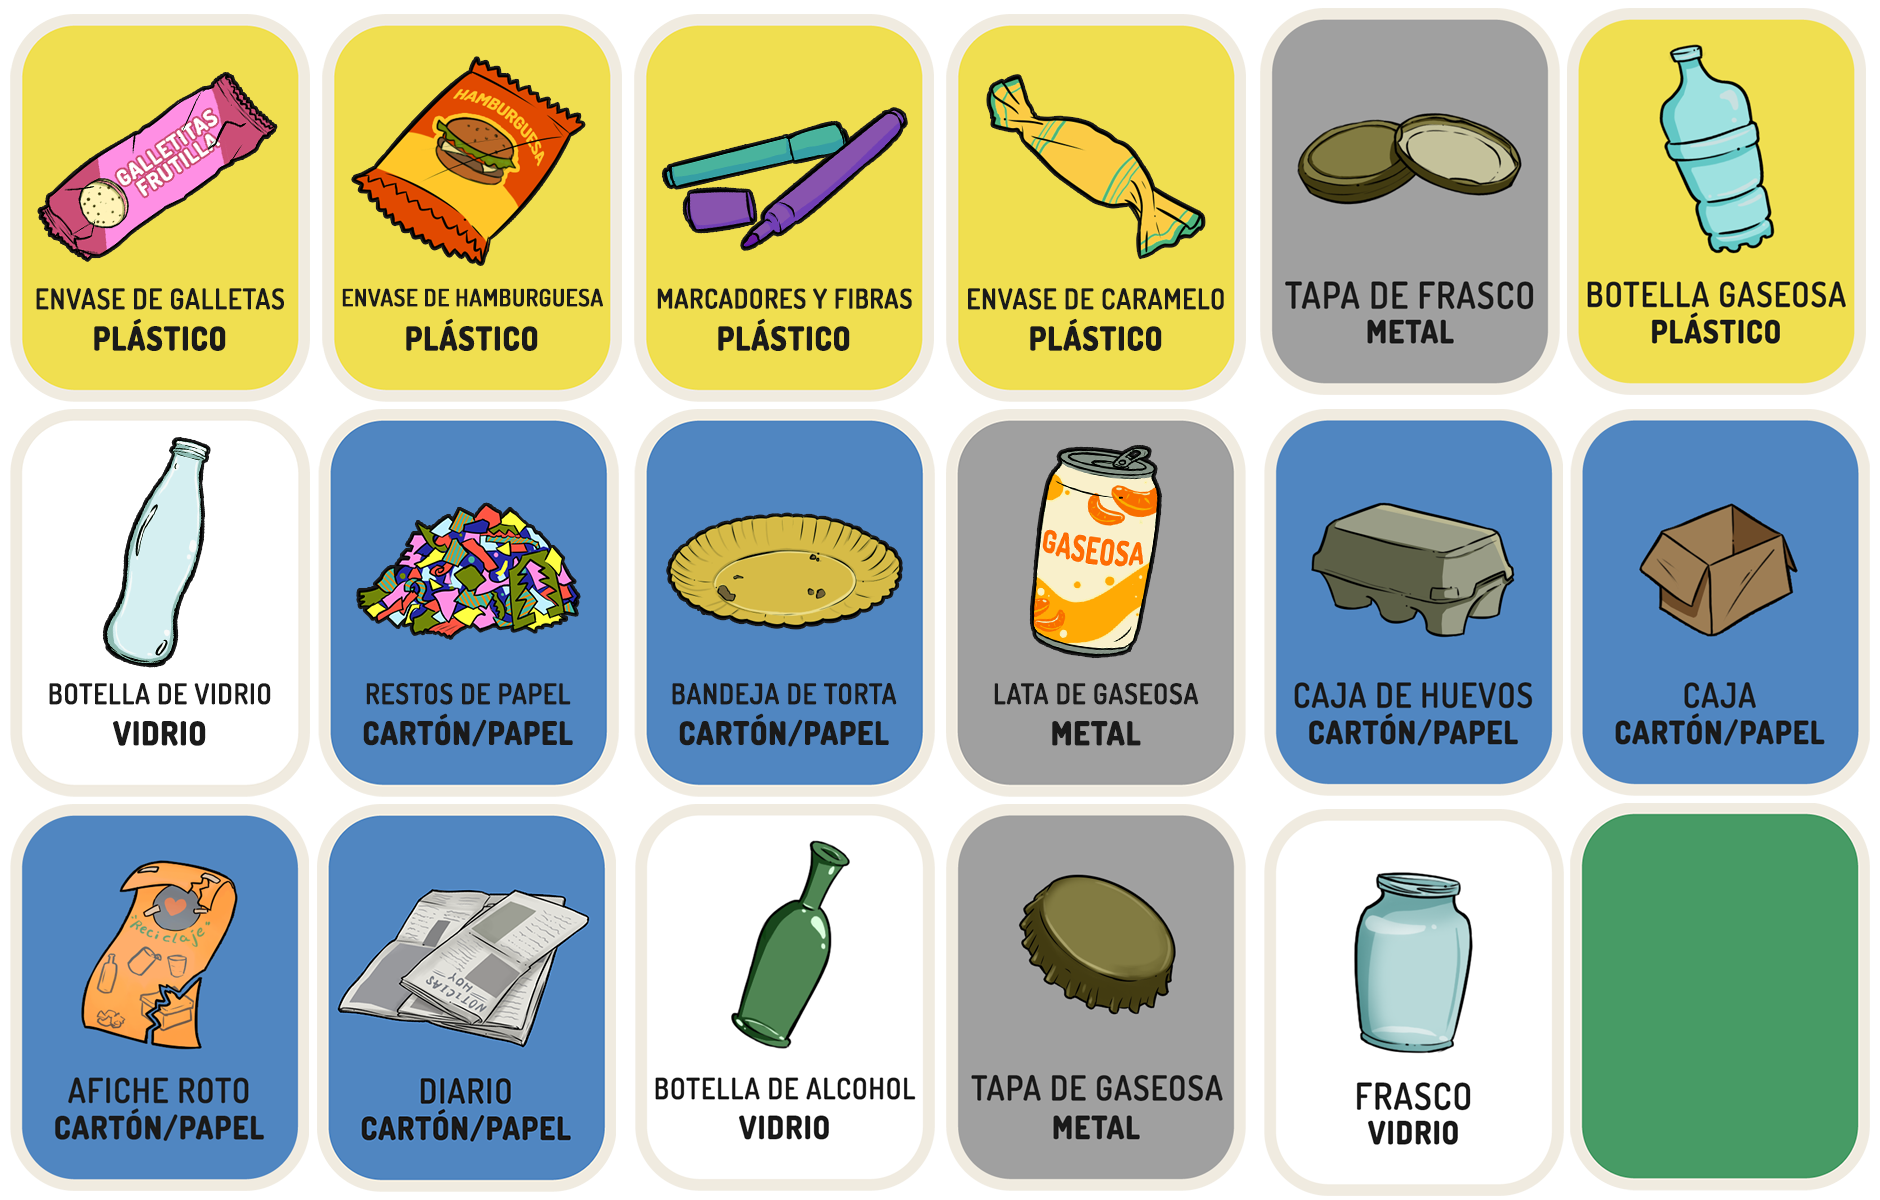 GALLETITAS
FRUTILLA
ENVASE DE GALLETAS
PLÁSTICO
HAMBURGUESA
ENVASE DE HAMBURGUESA
PLÁSTICO
MARCADORES Y FIBRAS
PLÁSTICO
ENVASE DE CARAMELO
PLÁSTICO
TAPA DE FRASCO
METAL
BOTELLA GASEOSA
PLÁSTICO
BOTELLA DE VIDRIO
VIDRIO
RESTOS DE PAPEL
CARTÓN/PAPEL
BANDEJA DE TORTA
CARTÓN/PAPEL
GASEOSA
LATA DE GASEOSA
METAL
CAJA DE HUEVOS
CARTÓN/PAPEL
CAJA
CARTÓN/PAPEL
"Reciclaje"
AFICHE ROTO
CARTÓN/PAPEL
NOTICIAS
HOY
DIARIO
CARTÓN/PAPEL
BOTELLA DE ALCOHOL
VIDRIO
TAPA DE GASEOSA
METAL
FRASCO
VIDRIO